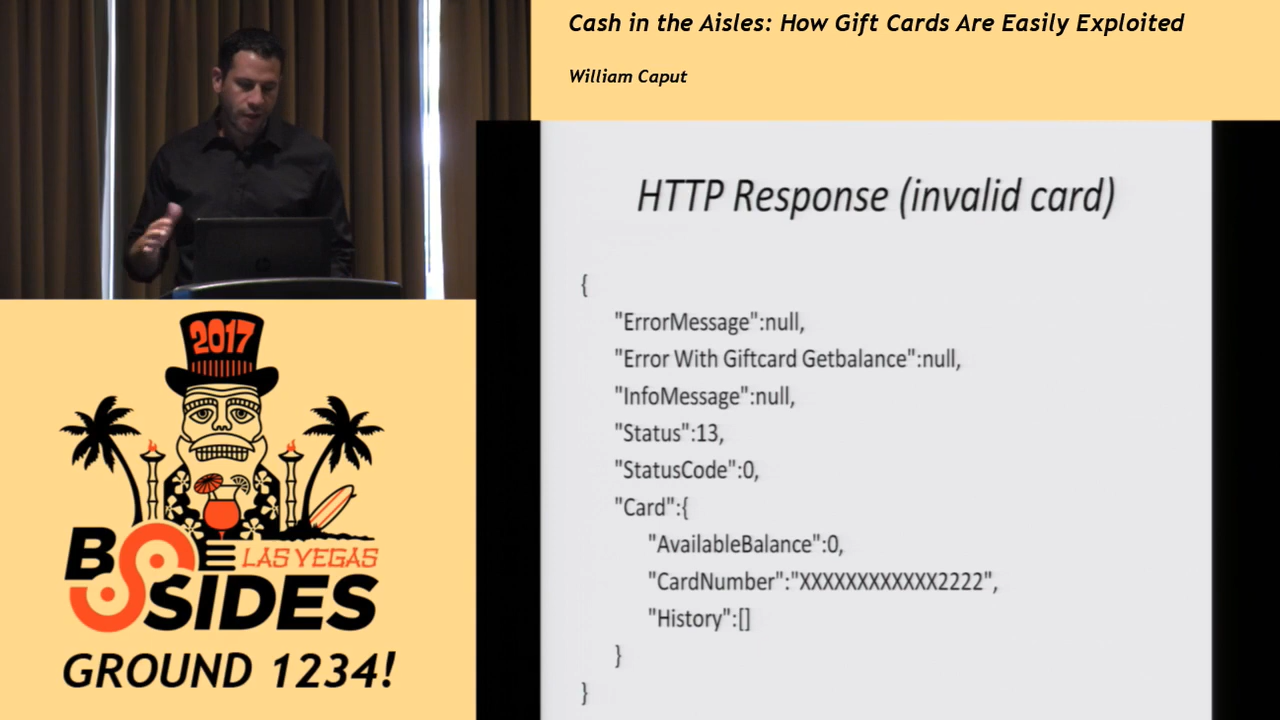 Cash in the Aisles: How Gift Cards Are Easily Exploited
William Caput
HTTP Response (invalid card)
{
"ErrorMessage":null,
"Error With Giftcard Getbalance":null,
"InfoMessage":null,
"Status":13,
"StatusCode":0,
"Card":{
"AvailableBalance":0,
"CardNumber":"XXXXXXXXXXXX2222",
"History":[]
}
}
2017
BSIDES
LAS VEGAS
GROUND 1234!